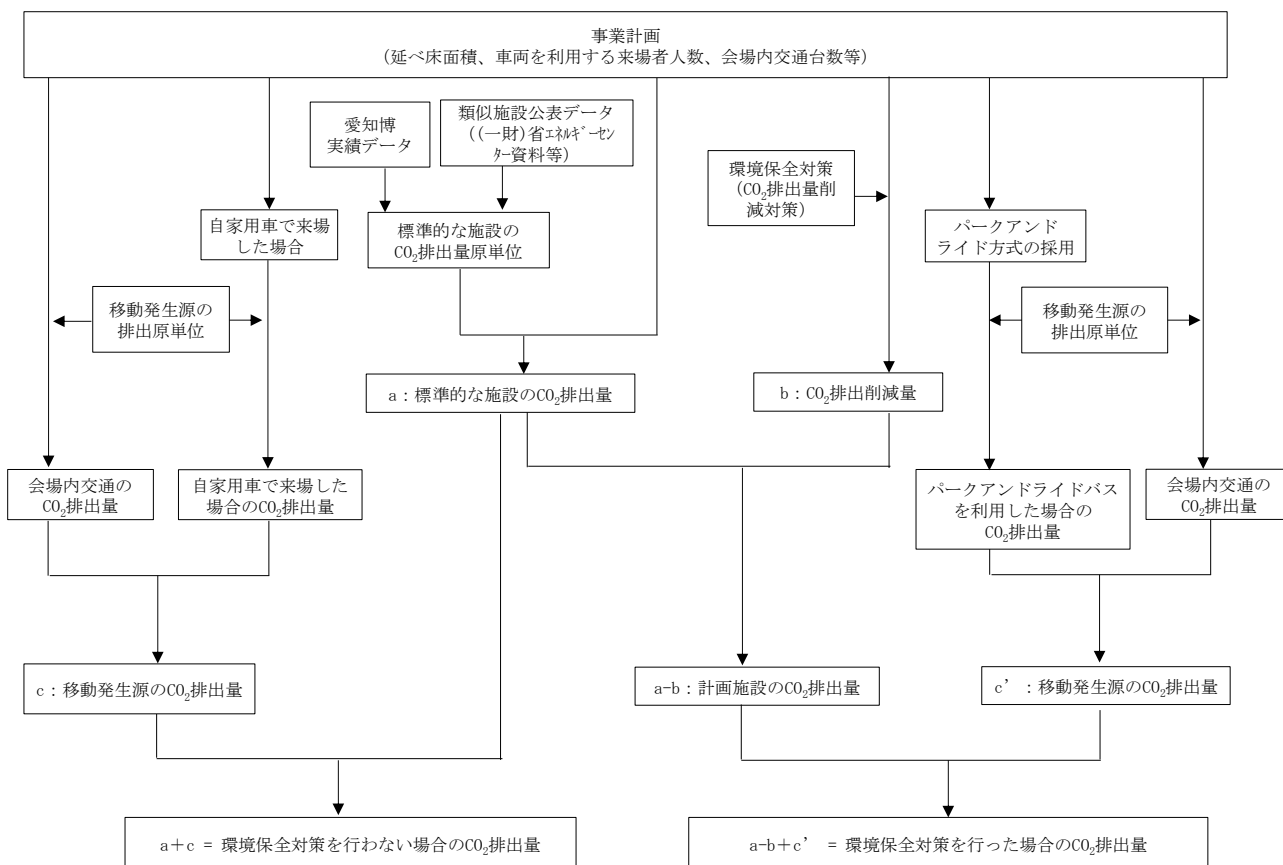 事業計画
（延べ床面積、車両を利用する来場者人数、会場内交通台数等）
愛知博
実績データ
類似施設公表データ
（(一財)省ｴﾈﾙｷﾞｰｾﾝ
ﾀｰ資料等）
環境保全対策
（CO₂排出量削
減対策）
自家用車で来場
した場合
標準的な施設の
CO₂排出量原単位
パークアンド
ライド方式の採用
移動発生源の
排出原単位
移動発生源の
排出原単位
a：標準的な施設のCO₂排出量
b：CO₂排出削減量
会場内交通の
CO₂排出量
自家用車で来場した
場合のCO₂排出量
パークアンドライドバス
を利用した場合の
CO₂排出量
会場内交通の
CO₂排出量
c：移動発生源のCO₂排出量
a-b：計画施設のCO₂排出量
c’：移動発生源のCO₂排出量
a＋c = 環境保全対策を行わない場合のCO₂排出量
a-b＋c’ = 環境保全対策を行った場合のCO₂排出量